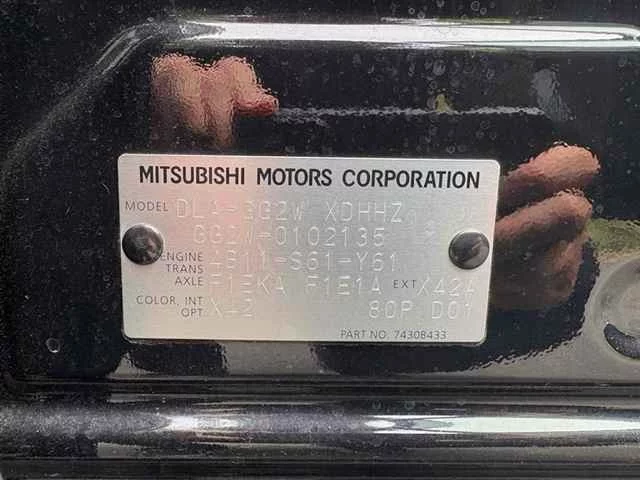 MITSUBISHI MOTORS CORPORATION
MODEL DLA-GG2W XDHHZ
GG2W-0102135
ENGINE 4B11-S61-Y61
TRANS AXLE F1EKA F1E1A EXT X42A
COLOR, INT OPT. X42 80P D01
PART NO. 74308433